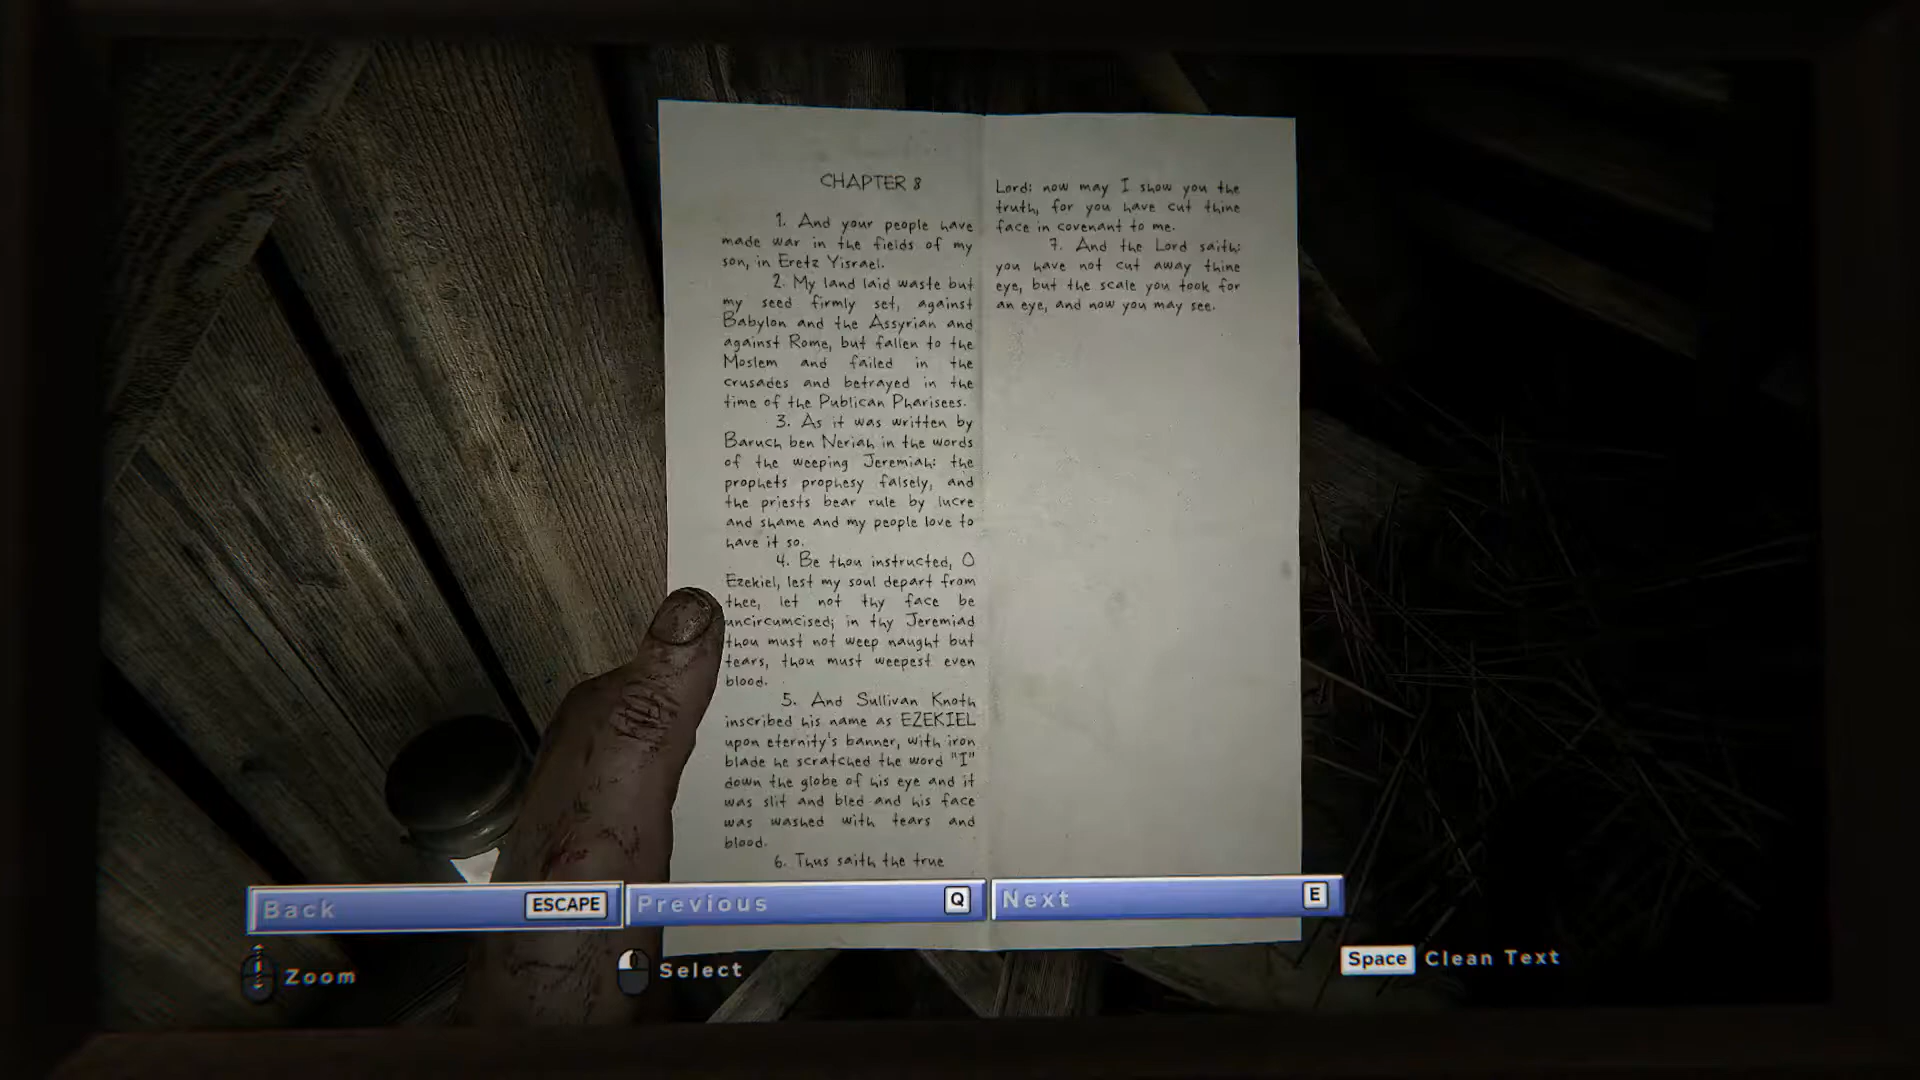 CHAPTER 8
1. And your people have
made war in the fields of my
son, in Eretz Yisrael.
2. My land laid waste but
my seed firmly set, against
Babylon and the Assyrian and
against Rome, but fallen to the
Moslem and failed in the
crusades and betrayed in the
time of the Publican Pharisees.
3. As it was written by
Baruch ben Neriah in the words
of the weeping Jeremiah: the
prophets prophesy falsely, and
the priests bear rule by lucre
and shame and my people love to
have it so.
4. Be thou instructed, O
Ezekiel, lest my soul depart from
thee, let not thy face be
uncircumcised; in thy Jeremiad
thou must not weep naught but
tears, thou must weepest even
blood.
5. And Sullivan Knoth
inscribed his name as EZEKIEL
upon eternity's banner, with iron
blade he scratched the word "I"
down the globe of his eye and it
was slit and bled and his face
was washed with tears and
blood.
6. Thus saith the true
Lord: now may I show you the
truth, for you have cut thine
face in covenant to me.
7. And the Lord saith:
you have not cut away thine
eye, but the scale you took for
an eye, and now you may see.
Back ESCAPE
Previous Q
Next E
Zoom
Select
Space Clean Text